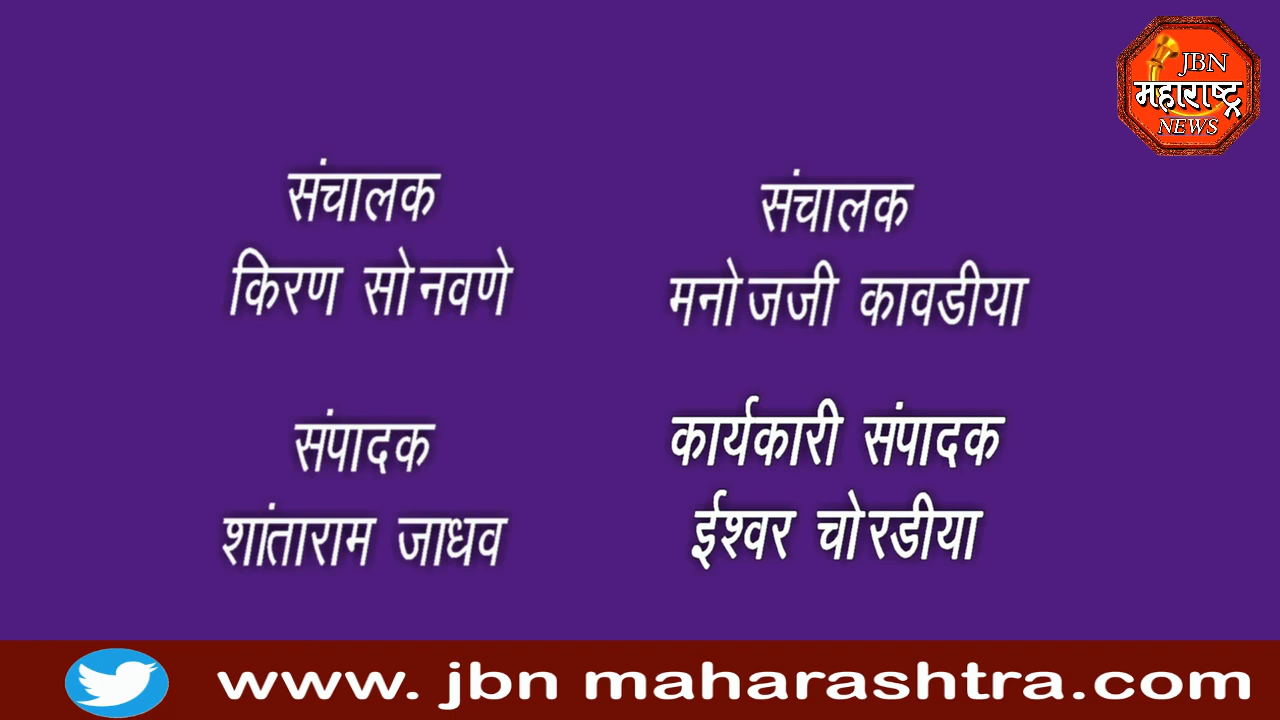 JBN
महाराष्ट्र
NEWS
संचालक
किरण सोनवणे
संचालक
मनोजजी कावडीया
संपादक
शांताराम जाधव
कार्यकारी संपादक
ईश्वर चोरडीया
www. jbn maharashtra.com